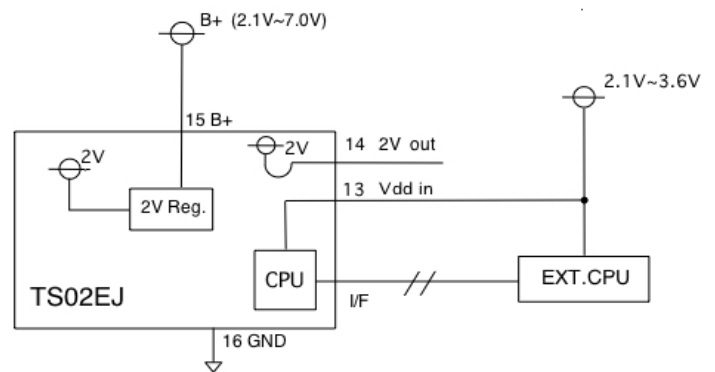 B+ (2.1V~7.0V)
2.1V~3.6V
15 B+
2V
2V
14 2V out
13 Vdd in
2V Reg.
CPU
EXT.CPU
TS02EJ
I/F
16 GND